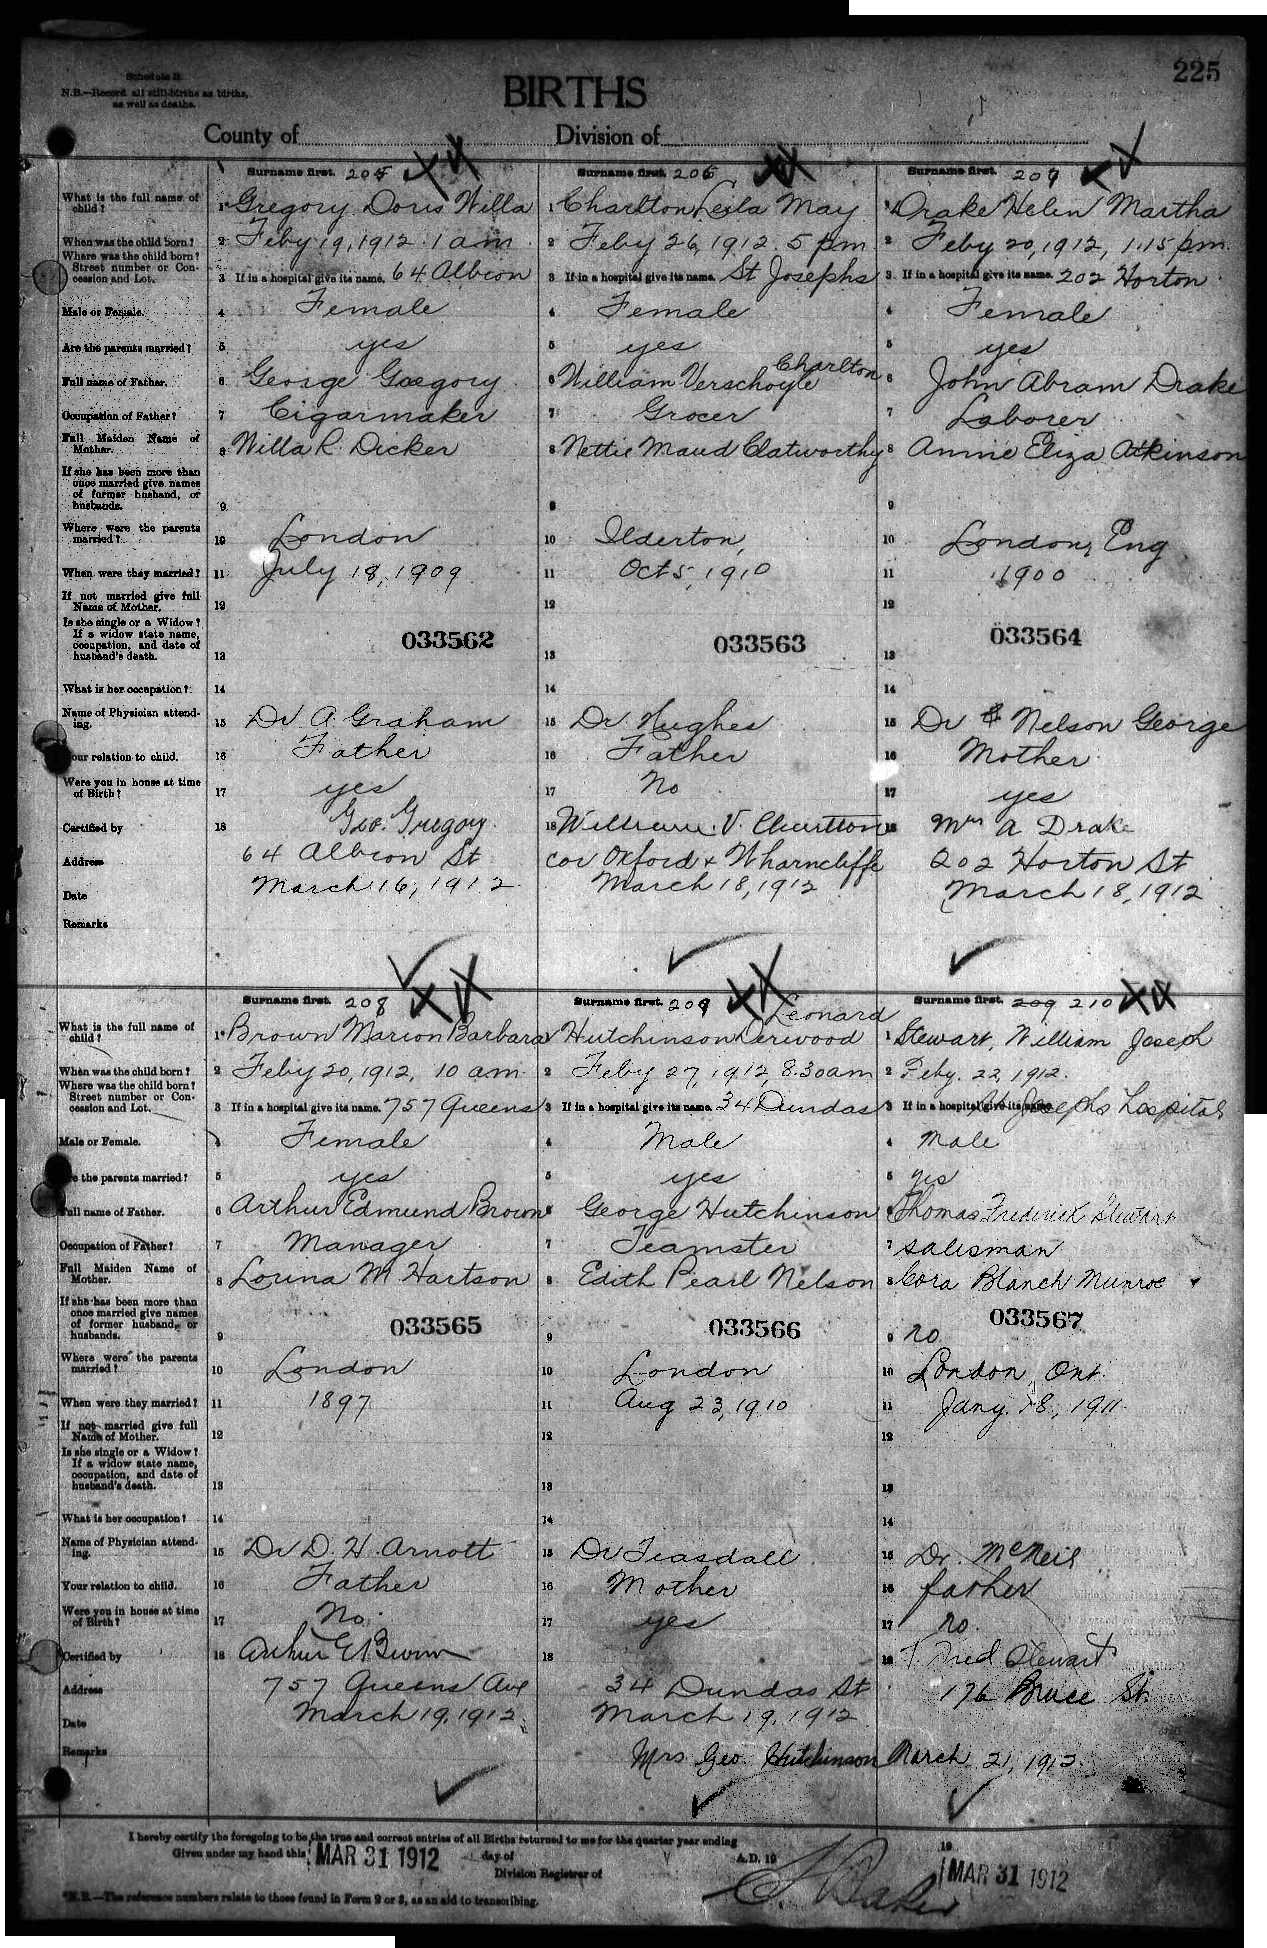 225
Schedule B.
N.B.—Record all still-births as births,
as well as deaths.
BIRTHS
County of
Division of
Surname first. 205
Surname first. 206
Surname first. 207
What is the full name of child?
1 Gregory Doris Willa
1 Charlton Leila May
1 Drake Helen Martha
When was the child born?
2 Feby 19, 1912 1 am
2 Feby 26, 1912. 5 pm
2 Feby 20, 1912, 1.15 pm.
Where was the child born? Street number or Concession and Lot.
3 If in a hospital give its name. 64 Albion
3 If in a hospital give its name. St Josephs
3 If in a hospital give its name. 202 Horton
Male or Female.
4 Female
4 Female
4 Female
Are the parents married?
5 yes
5 yes
5 yes
Full name of Father.
6 George Gregory
6 William Verschoyle Charlton
6 John Abram Drake
Occupation of Father?
7 Cigarmaker
7 Grocer
7 Laborer
Full Maiden Name of Mother.
8 Willa R. Dicker
8 Nettie Maud Clatworthy
8 Annie Eliza Atkinson
If she has been more than once married give names of former husband, or husbands.
9
9
9
Where were the parents married?
10 London
10 Ilderton,
10 London, Eng
When were they married?
11 July 18, 1909
11 Oct 5, 1910
11 1900
If not married give full Name of Mother.
12
12
12
Is she single or a Widow? If a widow state name, occupation, and date of husband's death.
033562
033563
033564
13
13
13
What is her occupation?
14
14
14
Name of Physician attending.
15 Dr A. Graham
15 Dr Hughes
15 Dr Nelson George
Your relation to child.
16 Father
16 Father
16 Mother
Were you in house at time of Birth?
17 yes
17 No
17 yes
Certified by
18 Geo. Gregory
18 William V. Charlton
18 Mrs A Drake
Address
64 Albion St
cor Oxford & Wharncliffe
202 Horton St
Date
March 16, 1912
March 18, 1912
March 18, 1912
Remarks
Surname first. 208
Surname first. 209
Surname first. 209 210
What is the full name of child?
1 Brown Marion Barbara
1 Hutchinson Derwood Leonard
1 Stewart, William Joseph
When was the child born?
2 Feby 20, 1912, 10 am
2 Feby 27, 1912, 8.30 am
2 Feby. 22, 1912.
Where was the child born? Street number or Concession and Lot.
3 If in a hospital give its name. 757 Queens
3 If in a hospital give its name. 34 Dundas
3 If in a hospital give its name. St Josephs Hospital
Male or Female.
4 Female
4 Male
4 male
Are the parents married?
5 yes
5 yes
5 yes
Full name of Father.
6 Arthur Edmund Brown
6 George Hutchinson
6 Thomas Frederick Stewart
Occupation of Father?
7 Manager
7 Teamster
7 salesman
Full Maiden Name of Mother.
8 Louna M Hartson
8 Edith Pearl Nelson
8 Cora Blanch Munroe
If she has been more than once married give names of former husband, or husbands.
033565
033566
033567
9
9
9 no
Where were the parents married?
10 London
10 London
10 London, Ont.
When were they married?
11 1897
11 Aug 23, 1910
11 Jany. 18, 1911.
If not married give full Name of Mother.
12
12
12
Is she single or a Widow? If a widow state name, occupation, and date of husband's death.
13
13
13
What is her occupation?
14
14
14
Name of Physician attending.
15 Dr D. H. Arnott
15 Dr Teasdall
15 Dr. McNeil
Your relation to child.
16 Father
16 Mother
16 father
Were you in house at time of Birth?
17 No.
17 yes
17 no.
Certified by
18 Arthur E Brown
18
18 T Fred Stewart
Address
757 Queens Ave
34 Dundas St
176 Bruce St.
Date
March 19, 1912.
March 19, 1912
Remarks
Mrs Geo. Hutchinson
March 21, 1912.
I hereby certify the foregoing to be the true and correct entries of all Births returned to me for the quarter year ending 19
Given under my hand this MAR 31 1912 day of A.D. 19 MAR 31 1912
Division Registrar of
Baker
*N.B.—The reference numbers relate to those found in Form 2 or 3, as an aid to transcribing.